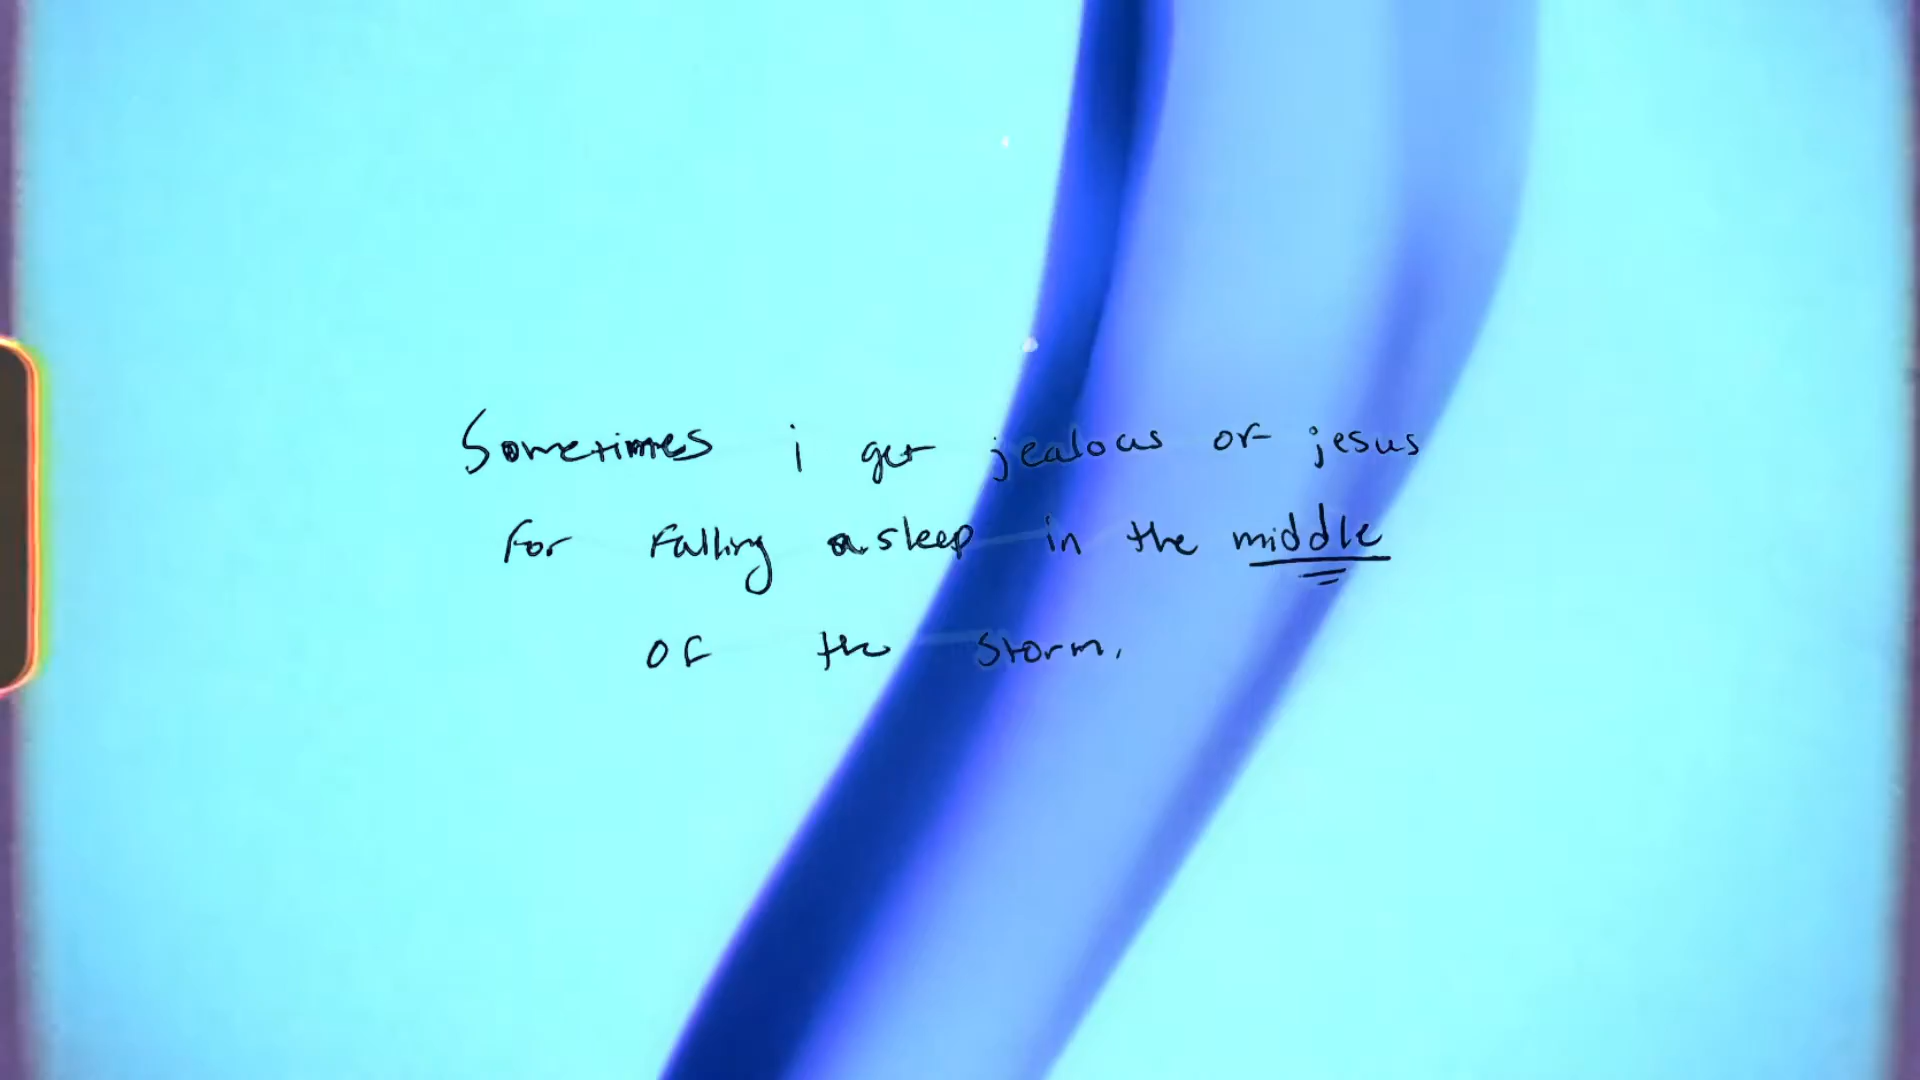 Sometimes i get jealous of jesus
for falling asleep in the middle
of the storm.